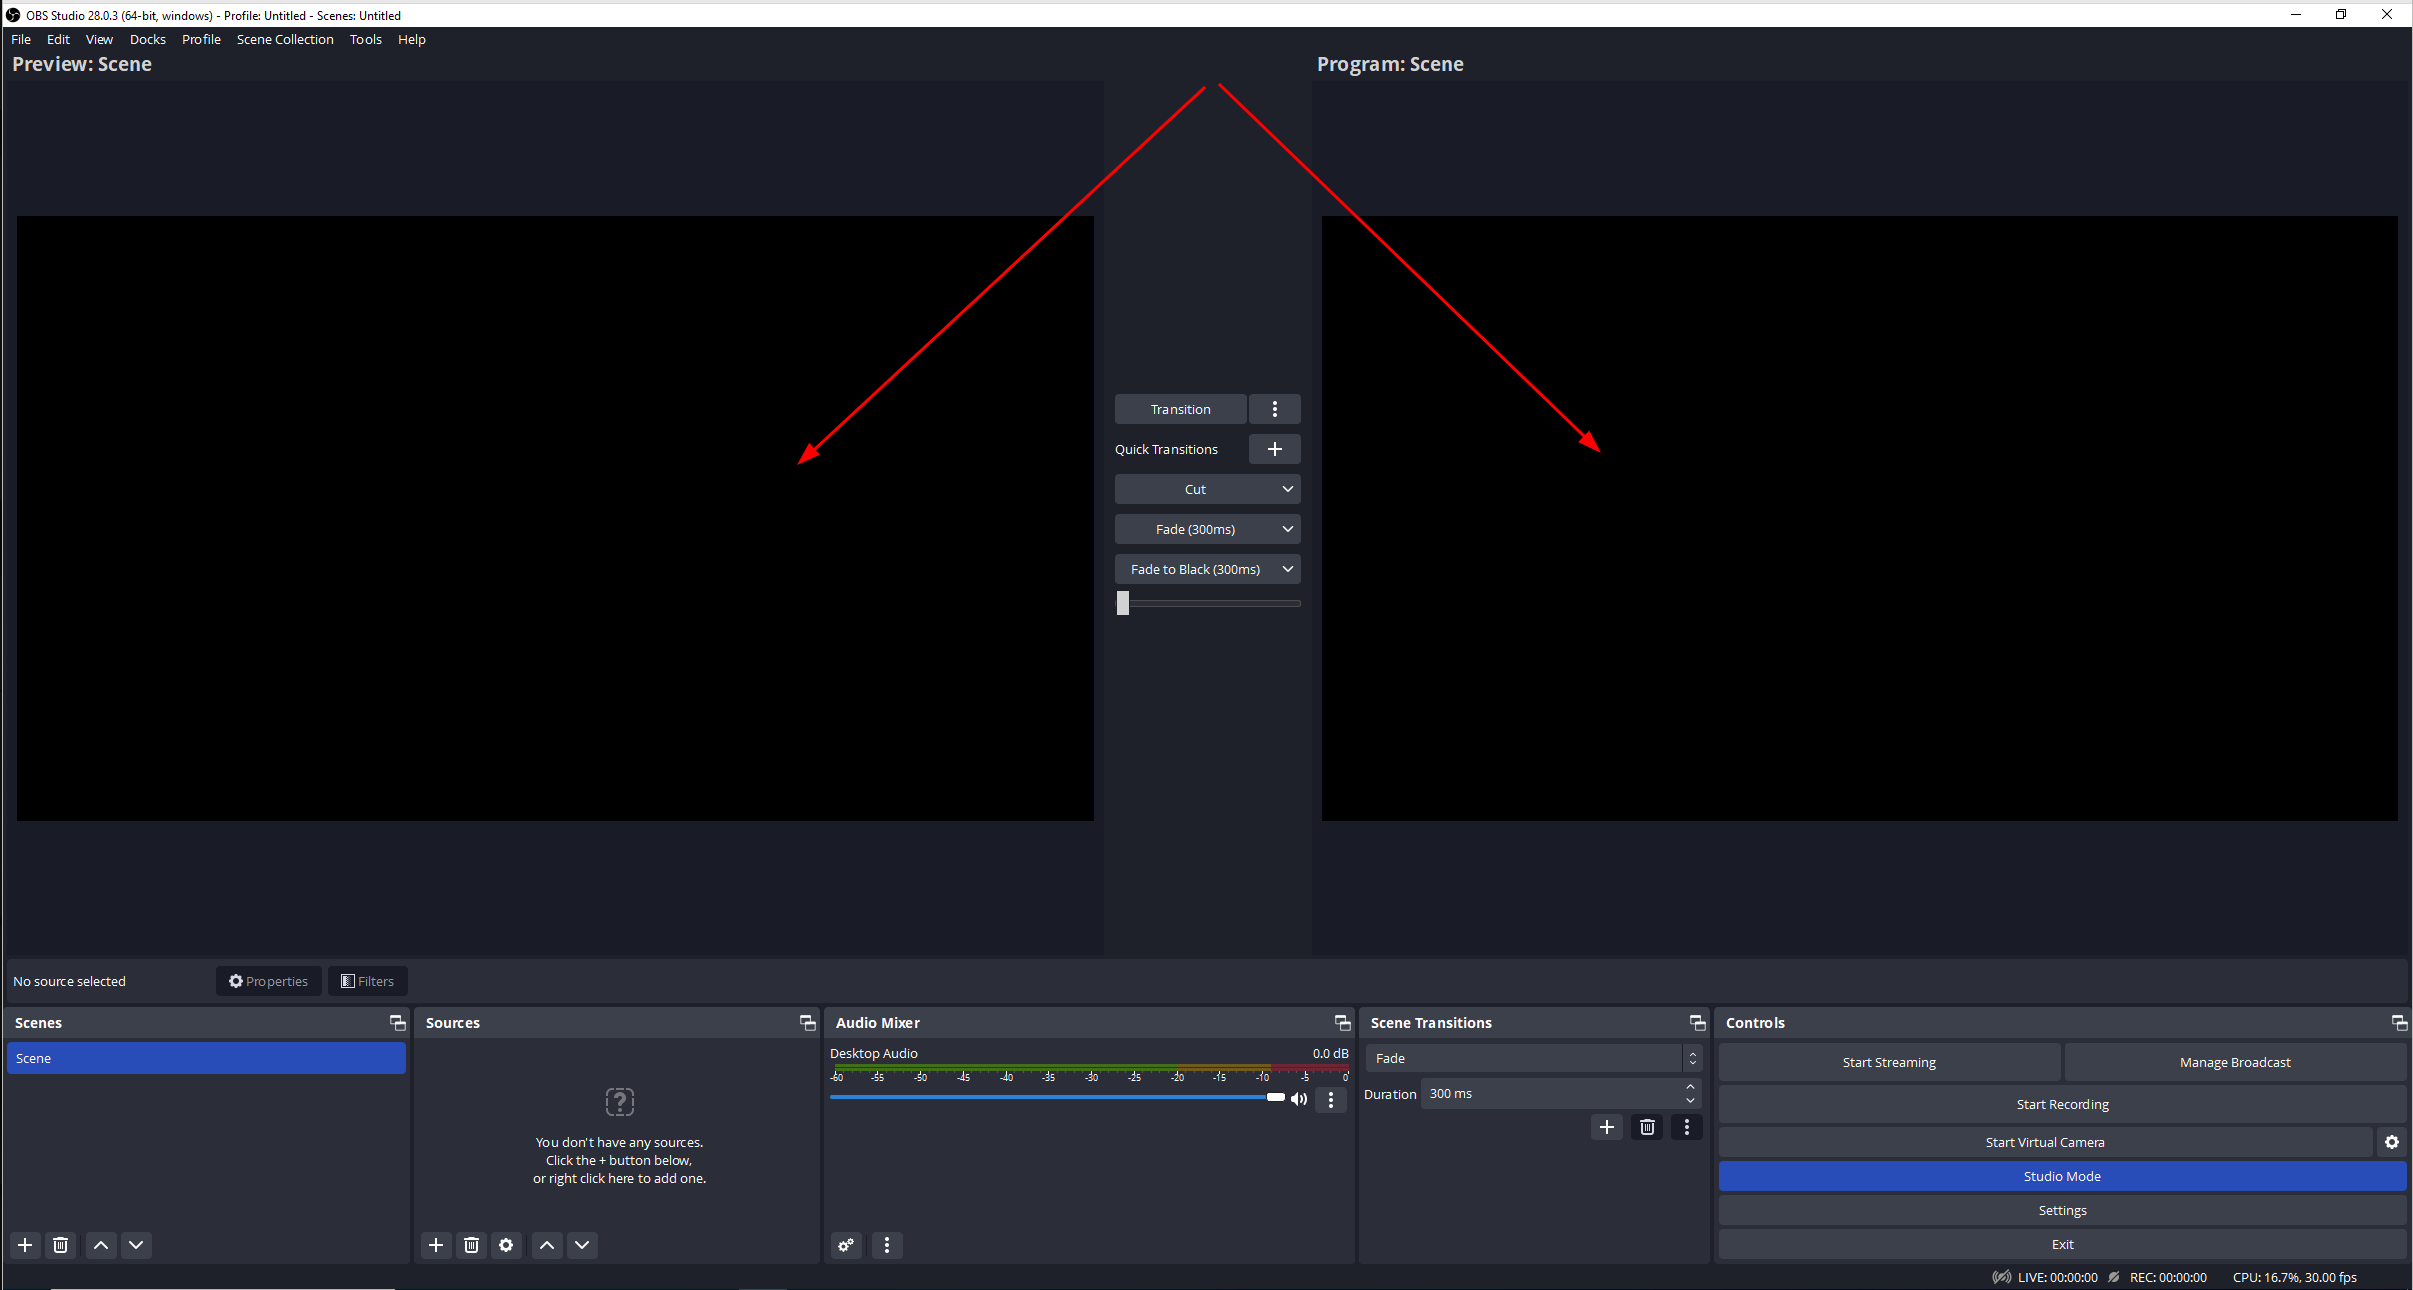 OBS Studio 28.0.3 (64-bit, windows) - Profile: Untitled - Scenes: Untitled
File Edit View Docks Profile Scene Collection Tools Help
Preview: Scene
Program: Scene
Transition
Quick Transitions
Cut
Fade (300ms)
Fade to Black (300ms)
No source selected
Properties
Filters
Scenes
Scene
Sources
You don't have any sources.
Click the + button below,
or right click here to add one.
Audio Mixer
Desktop Audio 0.0 dB
-60 -55 -50 -45 -40 -35 -30 -25 -20 -15 -10 -5 0
Scene Transitions
Fade
Duration 300 ms
Controls
Start Streaming
Manage Broadcast
Start Recording
Start Virtual Camera
Studio Mode
Settings
Exit
LIVE: 00:00:00 REC: 00:00:00 CPU: 16.7%, 30.00 fps